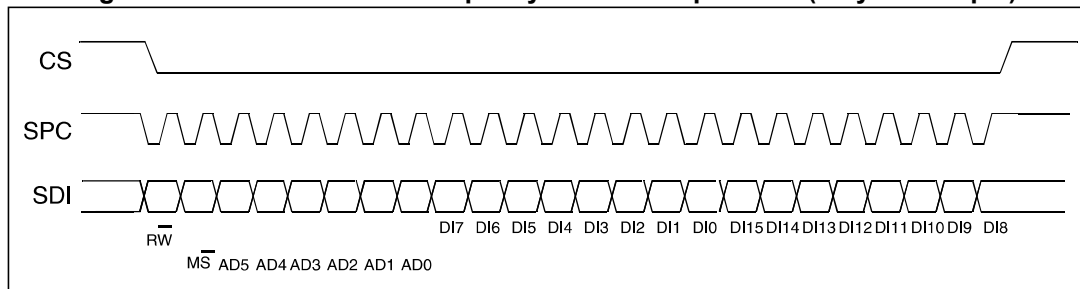 CS
SPC
SDI
DI7 DI6 DI5 DI4 DI3 DI2 DI1 DI0 DI15 DI14 DI13 DI12 DI11 DI10 DI9 DI8
RW̅
MS̅ AD5 AD4 AD3 AD2 AD1 AD0